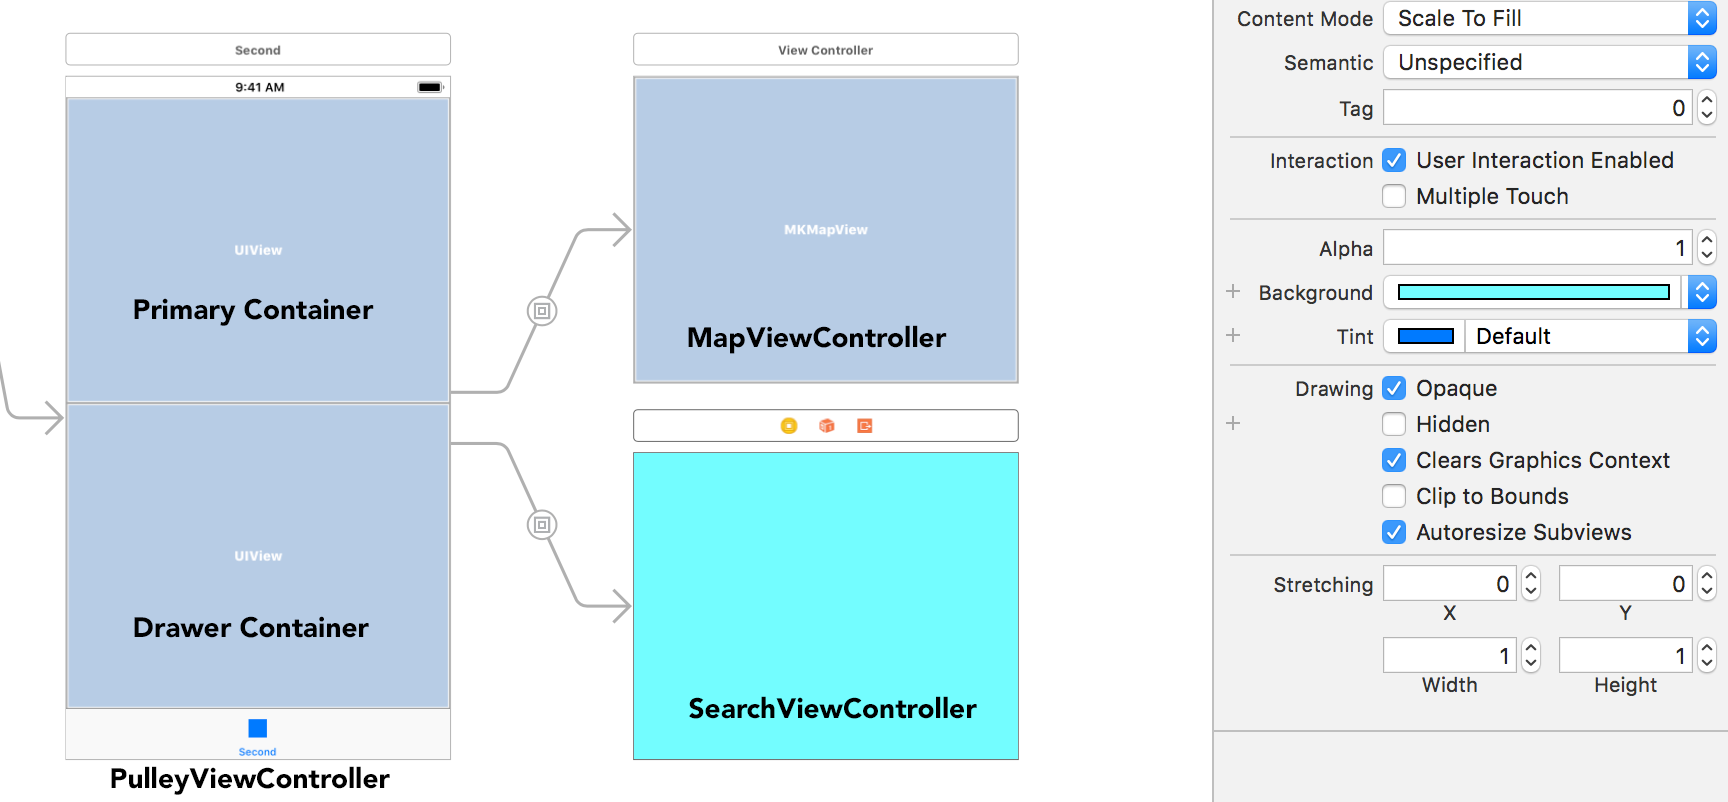 Second
9:41 AM
UIView
Primary Container
UIView
Drawer Container
Second
PulleyViewController
View Controller
MKMapView
MapViewController
SearchViewController
Content Mode Scale To Fill
Semantic Unspecified
Tag 0
Interaction User Interaction Enabled
Multiple Touch
Alpha 1
+ Background
+ Tint Default
Drawing Opaque
+ Hidden
Clears Graphics Context
Clip to Bounds
Autoresize Subviews
Stretching 0 0
X Y
1 1
Width Height